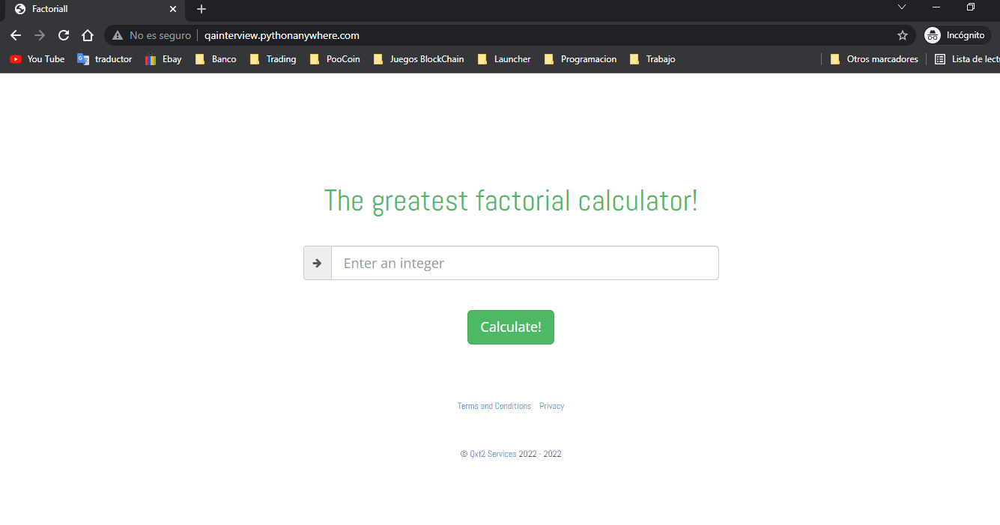 Factoriall
No es seguro qainterview.pythonanywhere.com Incógnito
You Tube traductor Ebay Banco Trading PooCoin Juegos BlockChain Launcher Programacion Trabajo Otros marcadores Lista de lect
The greatest factorial calculator!
Enter an integer
Calculate!
Terms and Conditions Privacy
© Qxf2 Services 2022 - 2022